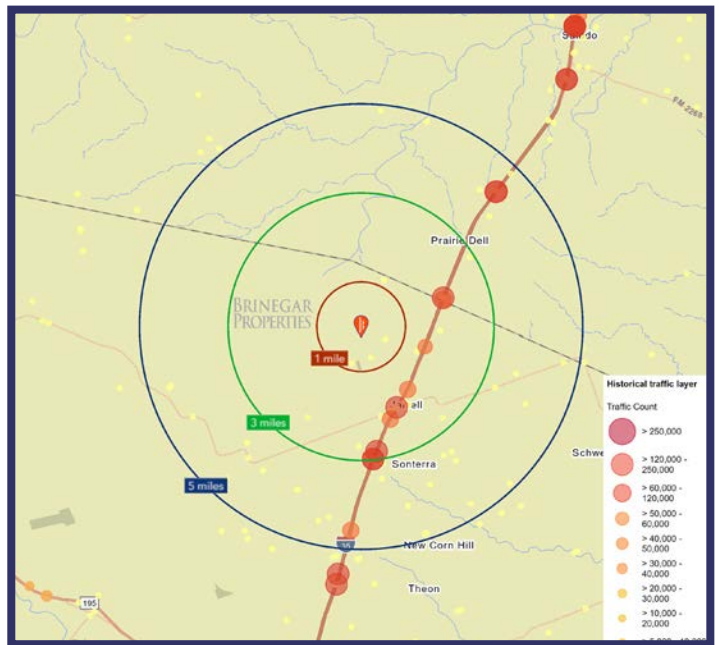 FM 2268
Prairie Dell
BRINEGAR
PROPERTIES
1 mile
3 miles
Sonterra
5 miles
35
New Corn Hill
Theon
195
Historical traffic layer
Traffic Count
> 250,000
> 120,000 -
250,000
> 60,000 -
120,000
> 50,000 -
60,000
> 40,000 -
50,000
> 30,000 -
40,000
> 20,000 -
30,000
> 10,000 -
20,000